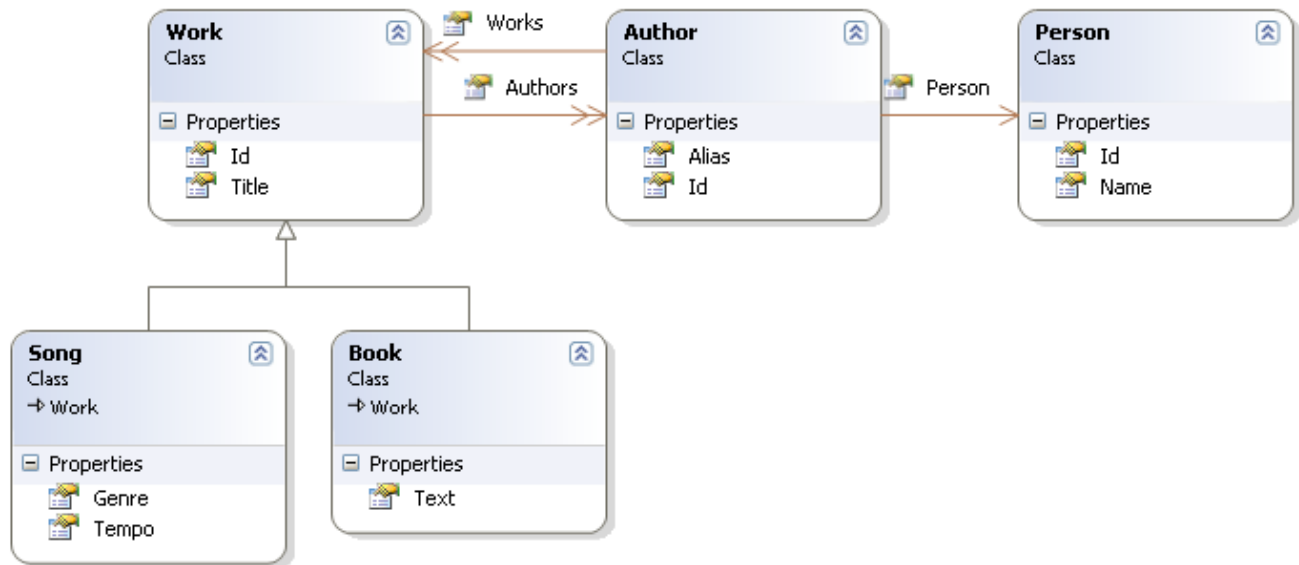 Work
Class
Properties
Id
Title
Works
Authors
Author
Class
Properties
Alias
Id
Person
Person
Class
Properties
Id
Name
Song
Class
Work
Properties
Genre
Tempo
Book
Class
Work
Properties
Text